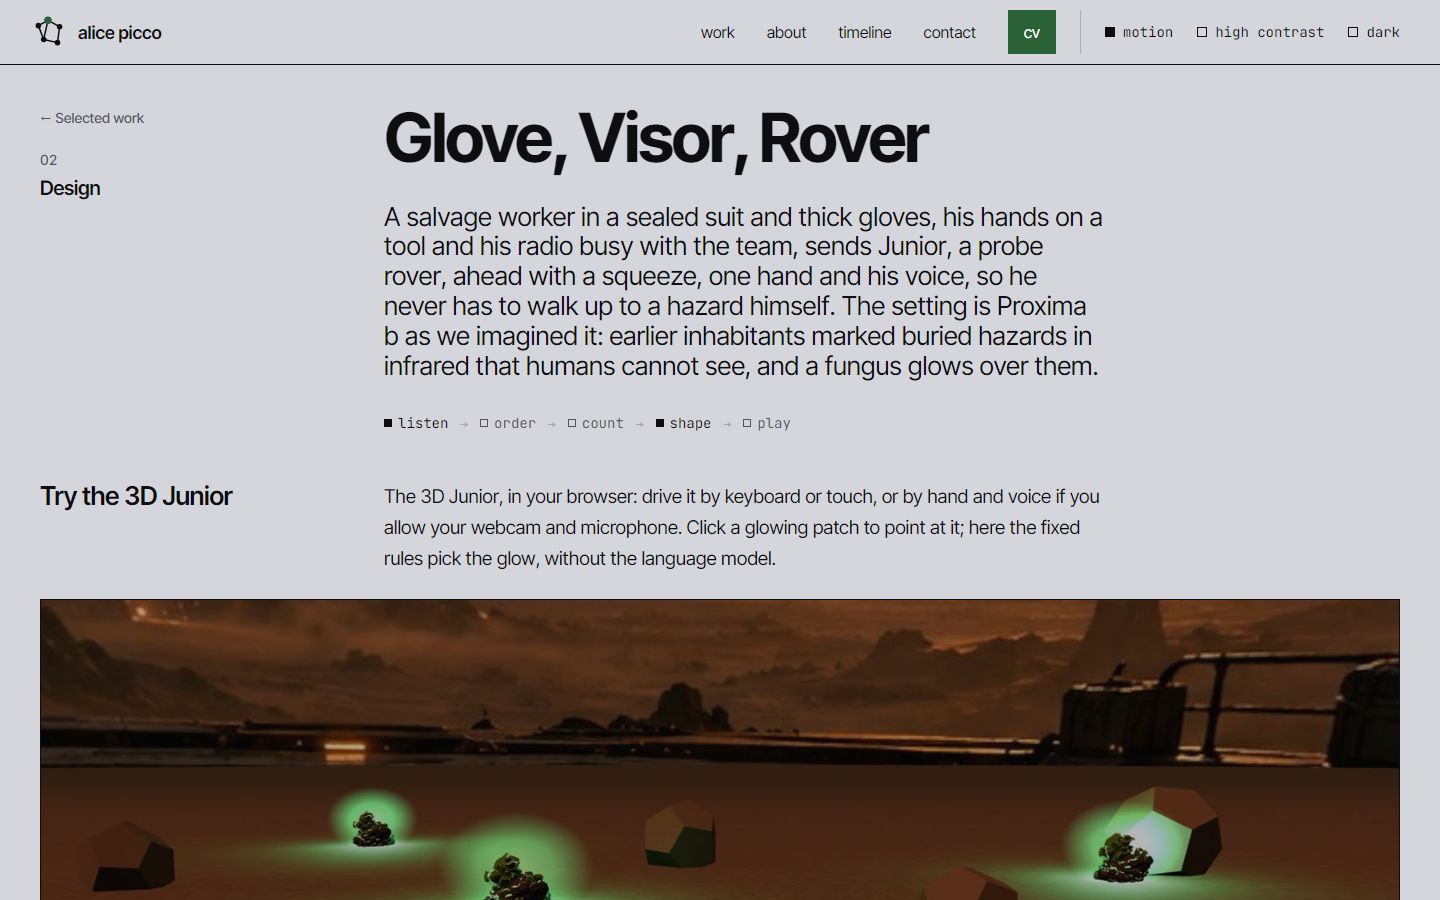 alice picco
work
about
timeline
contact
cv
motion
high contrast
dark
← Selected work
02
Design
Glove, Visor, Rover
A salvage worker in a sealed suit and thick gloves, his hands on a
tool and his radio busy with the team, sends Junior, a probe
rover, ahead with a squeeze, one hand and his voice, so he
never has to walk up to a hazard himself. The setting is Proxima
b as we imagined it: earlier inhabitants marked buried hazards in
infrared that humans cannot see, and a fungus glows over them.
listen → order → count → shape → play
Try the 3D Junior
The 3D Junior, in your browser: drive it by keyboard or touch, or by hand and voice if you
allow your webcam and microphone. Click a glowing patch to point at it; here the fixed
rules pick the glow, without the language model.